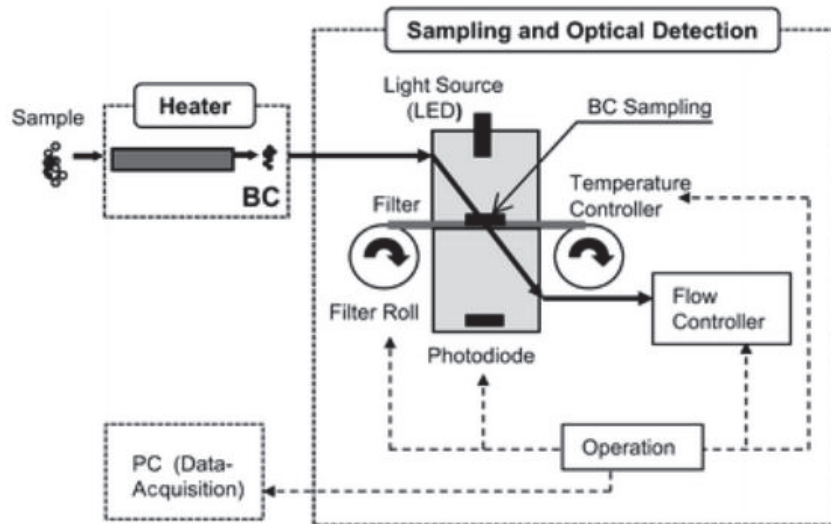 Sampling and Optical Detection
Heater
Light Source
(LED)
BC Sampling
Sample
BC
Filter
Temperature
Controller
Filter Roll
Flow
Controller
Photodiode
Operation
PC (Data-
Acquisition)